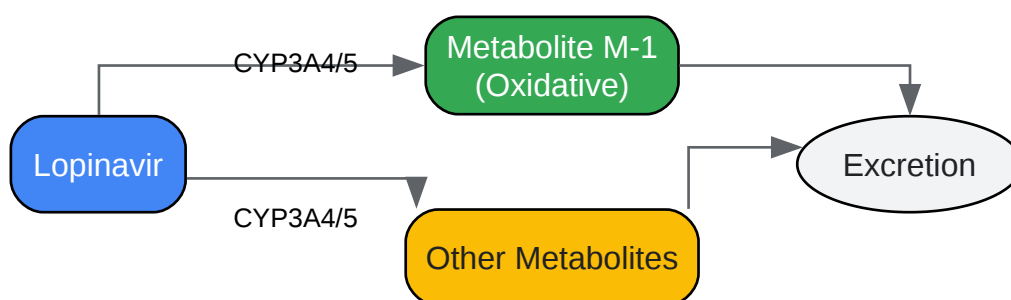 CYP3A4/5
Metabolite M-1
(Oxidative)
Lopinavir
Excretion
CYP3A4/5
Other Metabolites